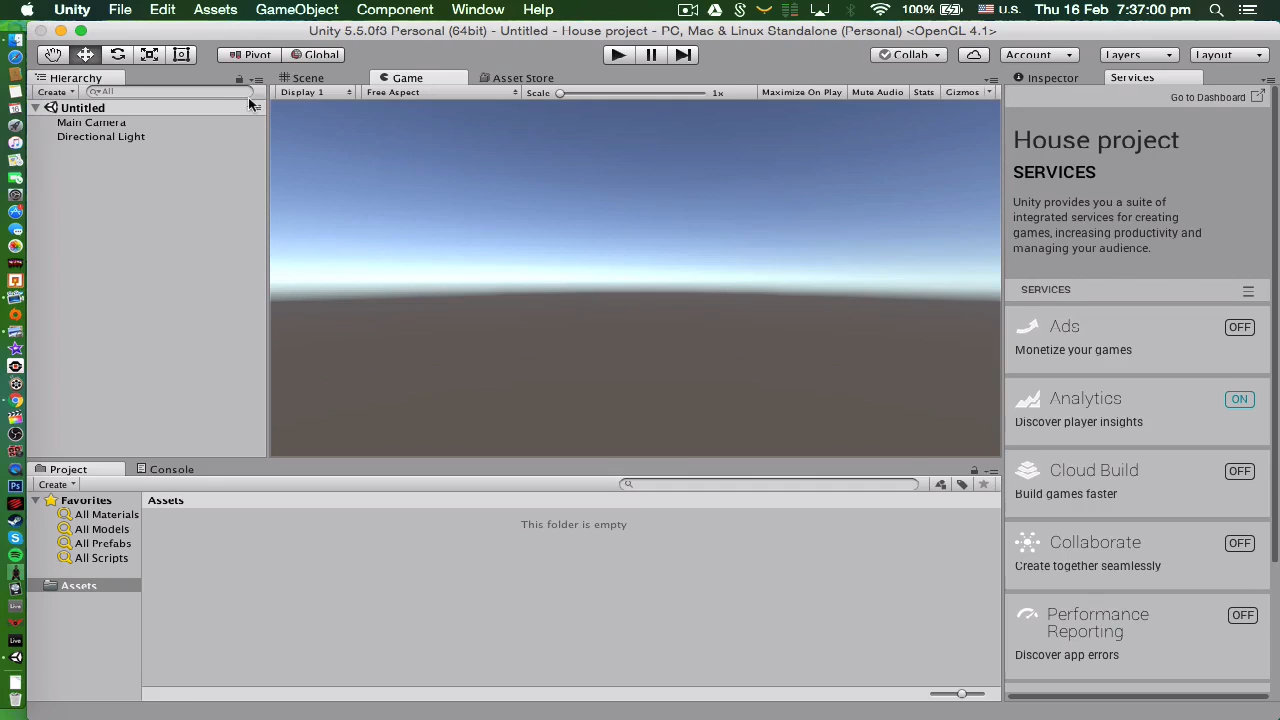 Unity File Edit Assets GameObject Component Window Help 100% U.S. Thu 16 Feb 7:37:00 pm
Unity 5.5.0f3 Personal (64bit) - Untitled - House project - PC, Mac & Linux Standalone (Personal) <OpenGL 4.1>
Pivot Global Collab Account Layers Layout
Hierarchy Scene Game Asset Store Inspector Services
Create All Display 1 Free Aspect Scale 1x Maximize On Play Mute Audio Stats Gizmos
Go to Dashboard
Untitled
Main Camera
Directional Light
House project
SERVICES
Unity provides you a suite of
integrated services for creating
games, increasing productivity and
managing your audience.
SERVICES
Ads OFF
Monetize your games
Analytics ON
Discover player insights
Cloud Build OFF
Build games faster
Collaborate OFF
Create together seamlessly
Performance
Reporting OFF
Discover app errors
Project Console
Create
Favorites
All Materials
All Models
All Prefabs
All Scripts
Assets
Assets
This folder is empty
Live
Live